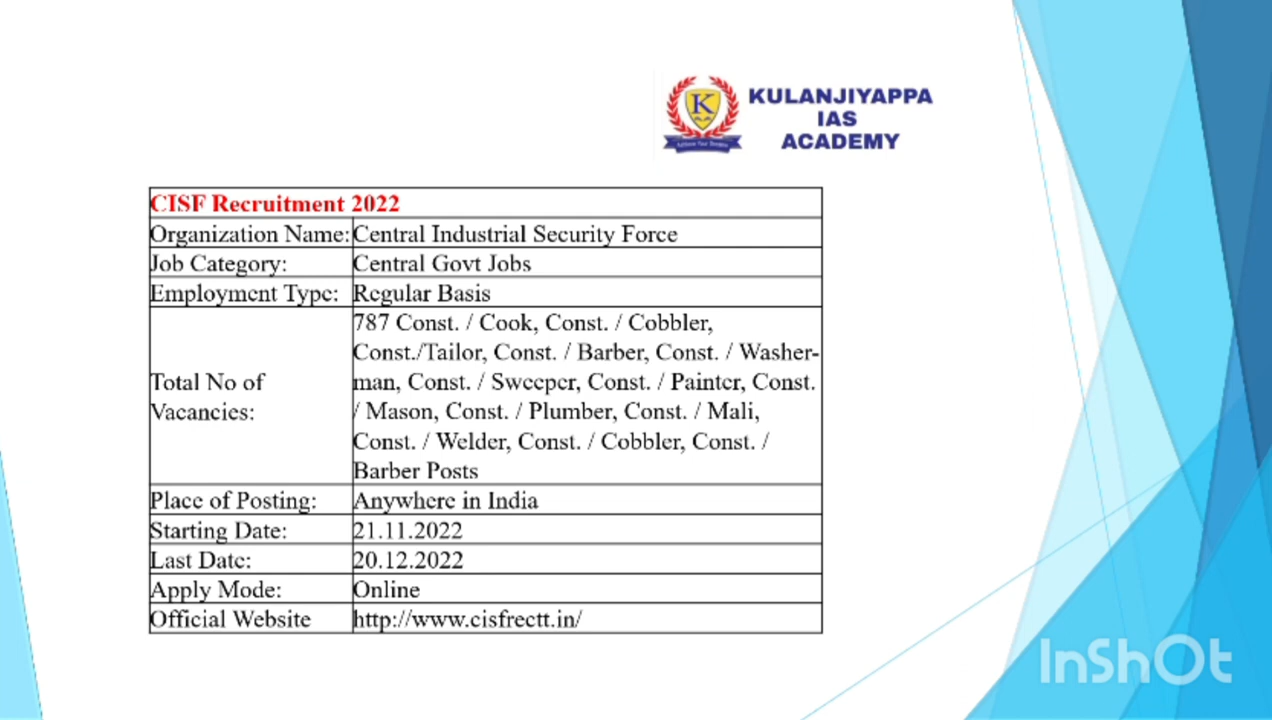 KULANJIYAPPA
IAS
ACADEMY
CISF Recruitment 2022
Organization Name: Central Industrial Security Force
Job Category: Central Govt Jobs
Employment Type: Regular Basis
Total No of
Vacancies:
787 Const. / Cook, Const. / Cobbler,
Const./Tailor, Const. / Barber, Const. / Washer-
man, Const. / Sweeper, Const. / Painter, Const.
/ Mason, Const. / Plumber, Const. / Mali,
Const. / Welder, Const. / Cobbler, Const. /
Barber Posts
Place of Posting: Anywhere in India
Starting Date: 21.11.2022
Last Date: 20.12.2022
Apply Mode: Online
Official Website http://www.cisfrectt.in/
InShOt